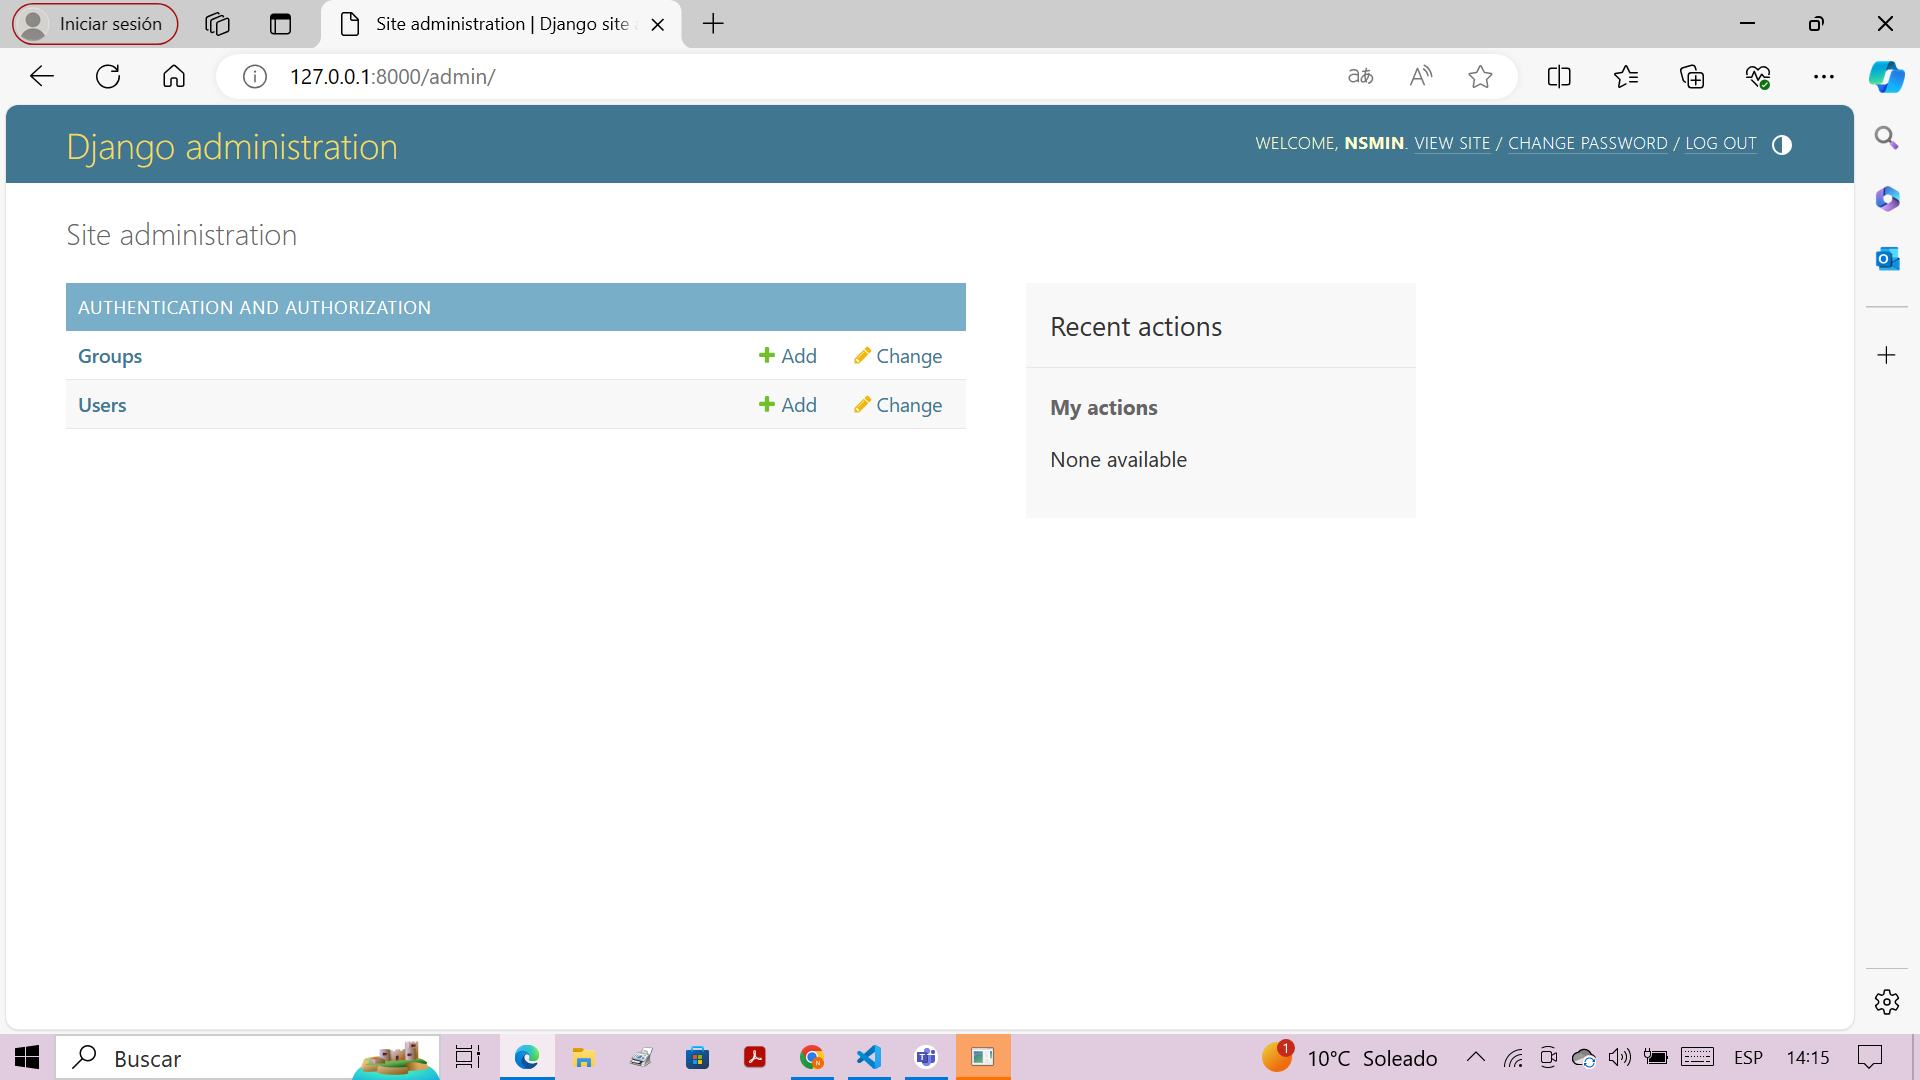 Iniciar sesión
Site administration | Django site
127.0.0.1:8000/admin/
Django administration
WELCOME, NSMIN. VIEW SITE / CHANGE PASSWORD / LOG OUT
Site administration
AUTHENTICATION AND AUTHORIZATION
Groups Add Change
Users Add Change
Recent actions
My actions
None available
Buscar
1
10°C Soleado
ESP
14:15